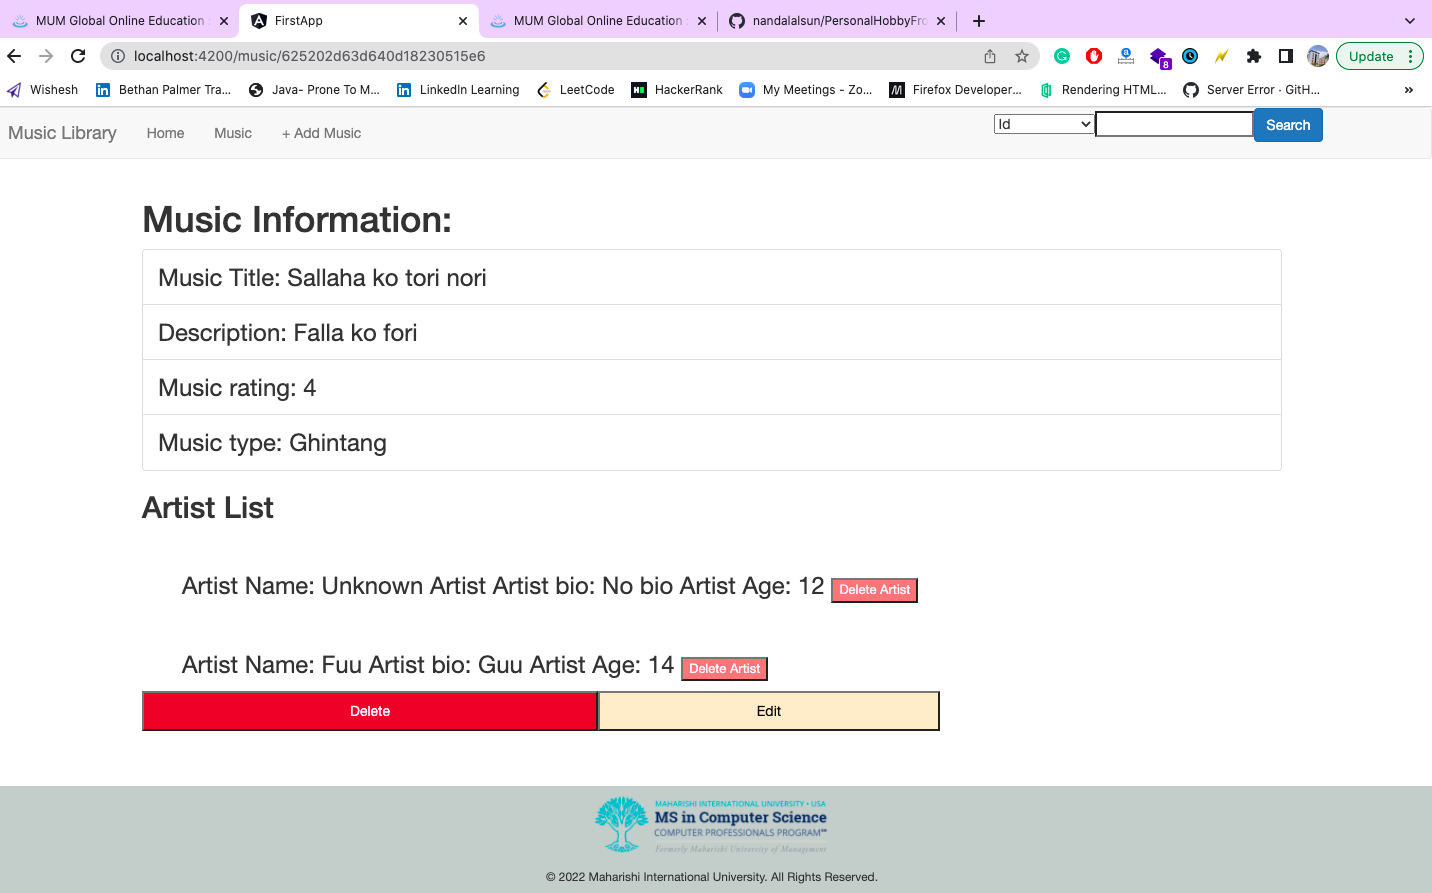 MUM Global Online Education
FirstApp
MUM Global Online Education
nandalalsun/PersonalHobbyFro
localhost:4200/music/625202d63d640d18230515e6
8
Update
Wishesh
Bethan Palmer Tra...
Java- Prone To M...
LinkedIn Learning
LeetCode
HackerRank
My Meetings - Zo...
Firefox Developer...
Rendering HTML...
Server Error · GitH...
»
Music Library
Home
Music
+ Add Music
Id
Search
Music Information:
Music Title: Sallaha ko tori nori
Description: Falla ko fori
Music rating: 4
Music type: Ghintang
Artist List
Artist Name: Unknown Artist Artist bio: No bio Artist Age: 12 Delete Artist
Artist Name: Fuu Artist bio: Guu Artist Age: 14 Delete Artist
Delete
Edit
MAHARISHI INTERNATIONAL UNIVERSITY • USA
MS in Computer Science
COMPUTER PROFESSIONALS PROGRAM℠
Formerly Maharishi University of Management
© 2022 Maharishi International University. All Rights Reserved.